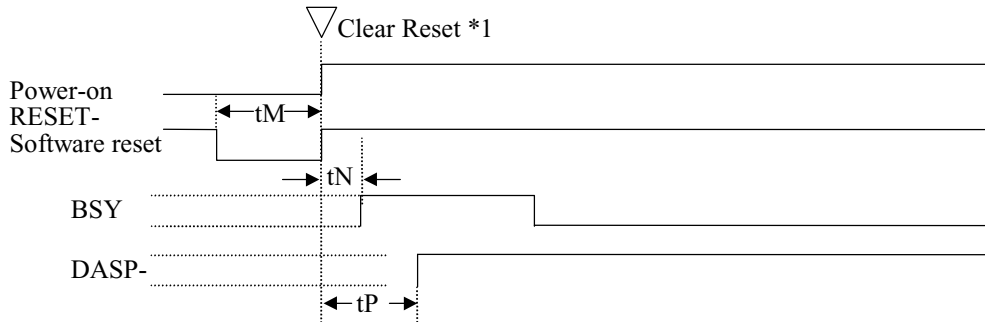 Clear Reset *1
Power-on
RESET-
Software reset
tM
tN
BSY
DASP-
tP